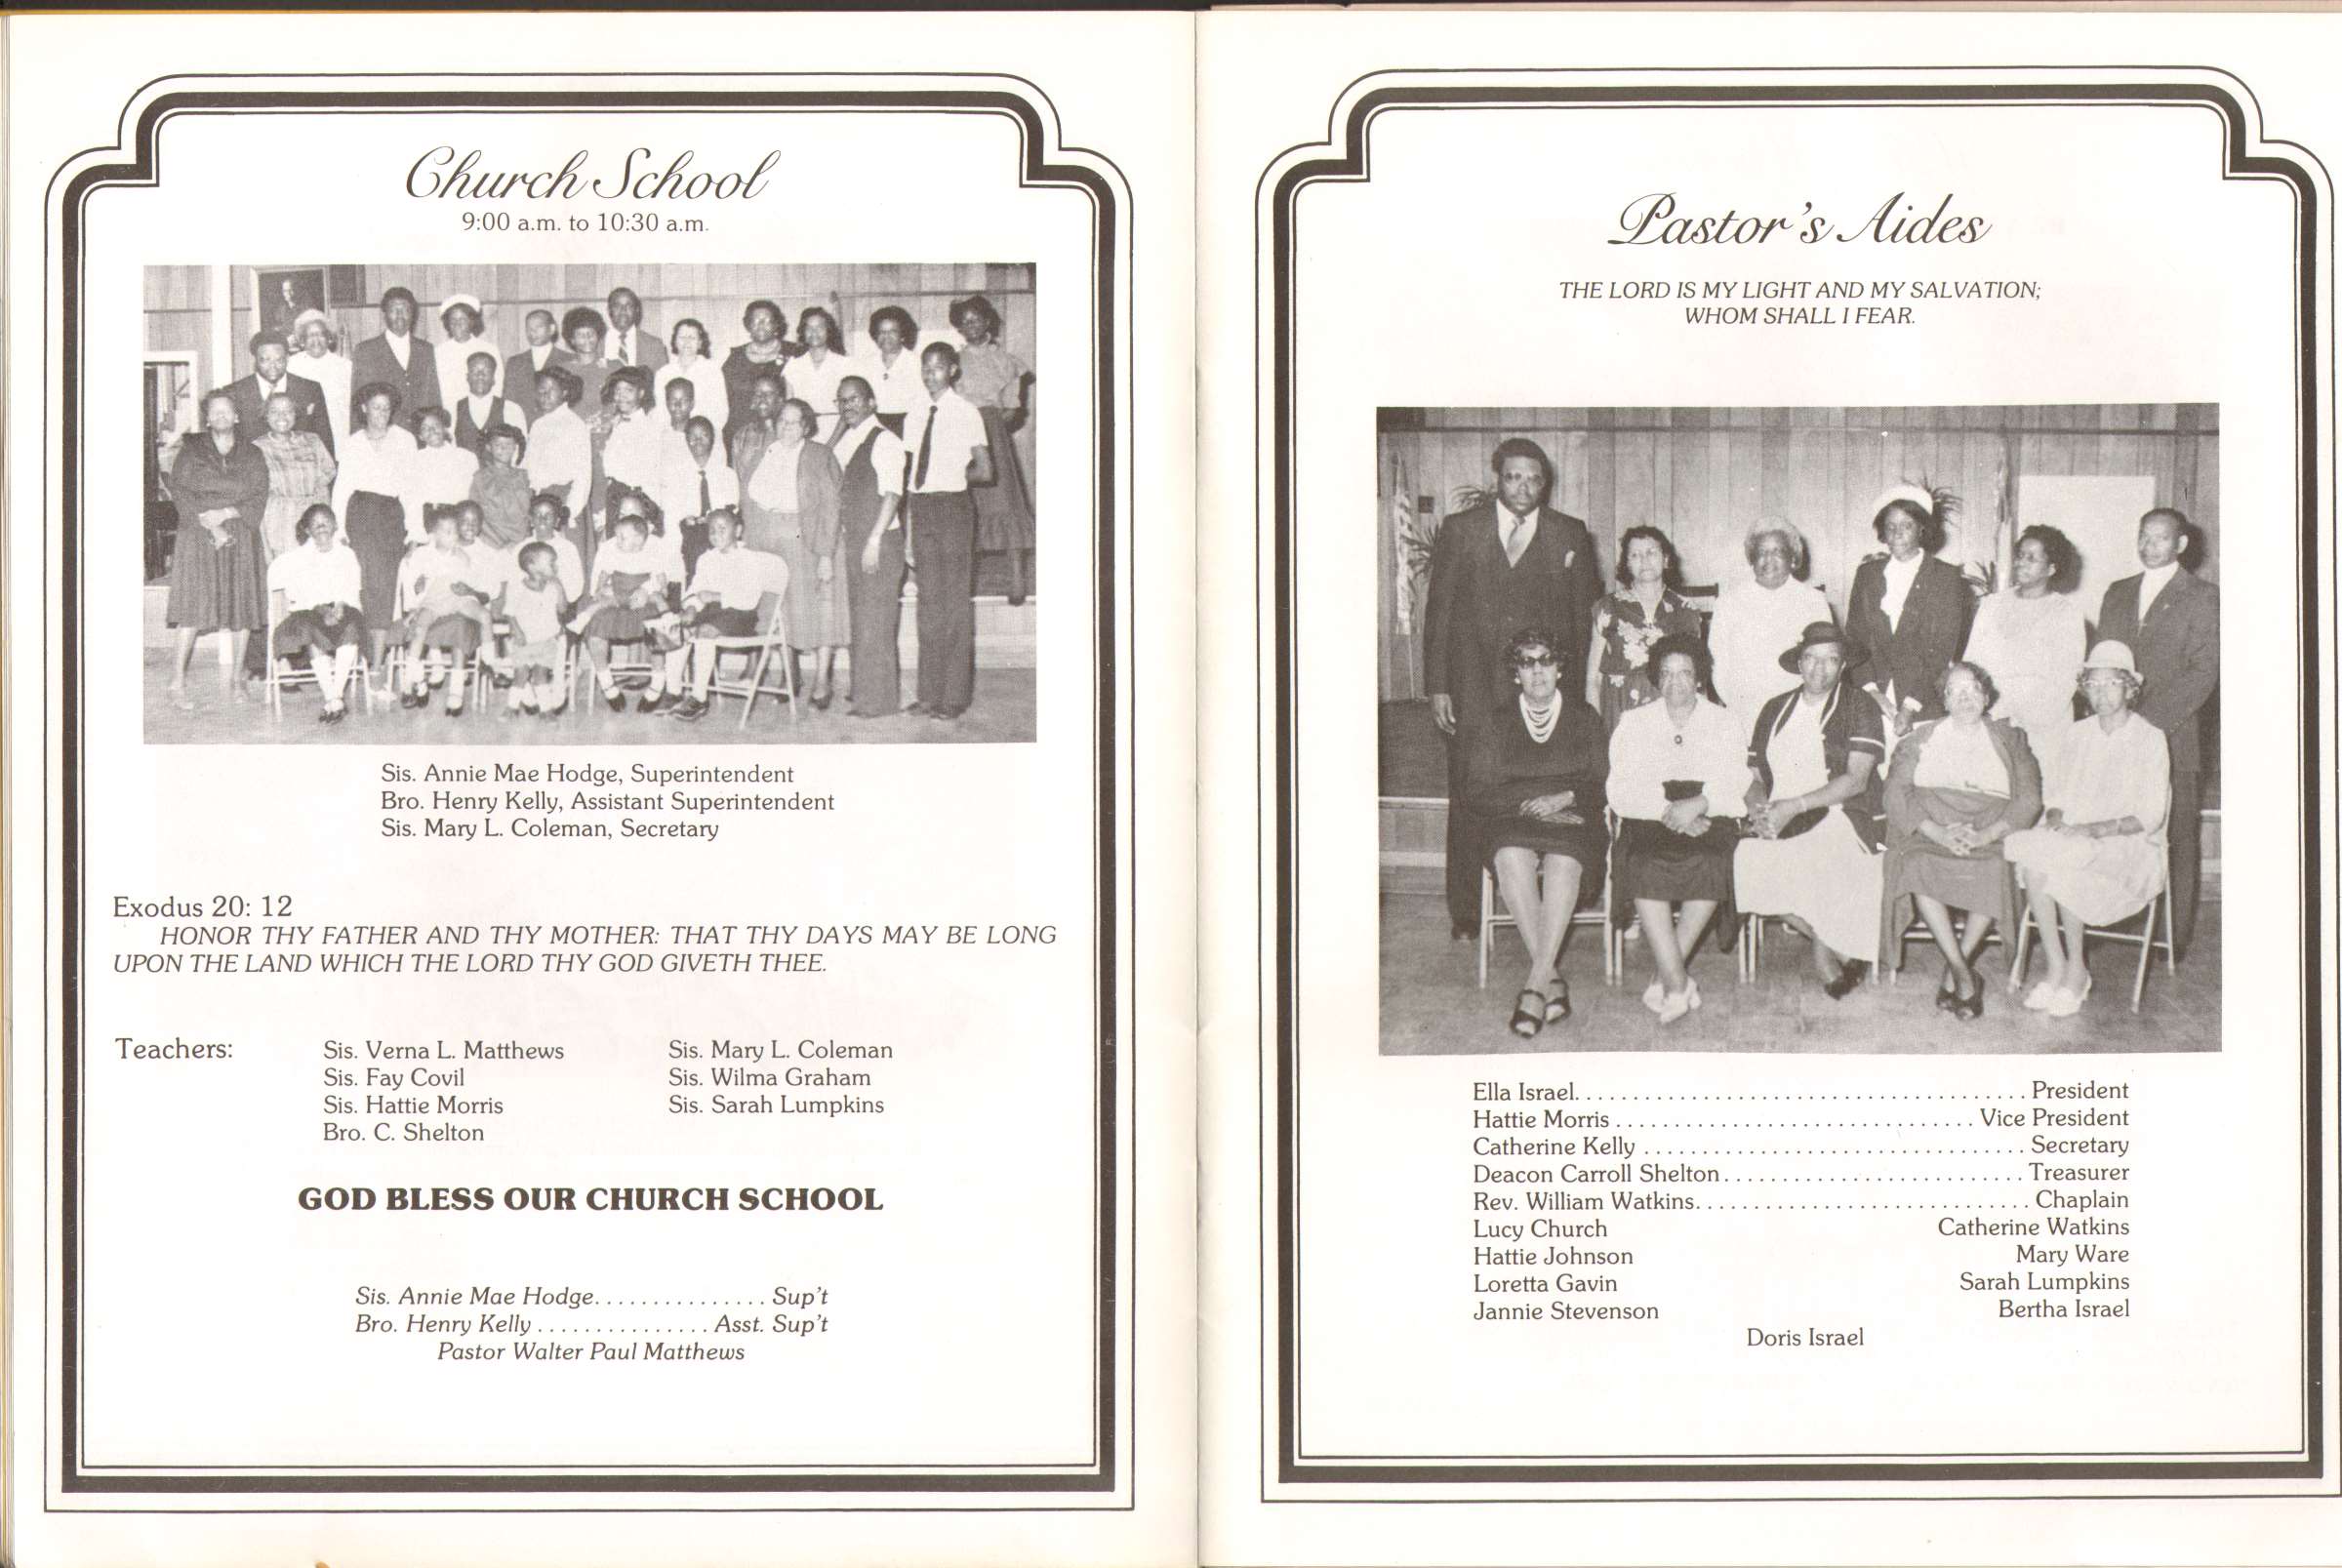 Church School
9:00 a.m. to 10:30 a.m.
Sis. Annie Mae Hodge, Superintendent
Bro. Henry Kelly, Assistant Superintendent
Sis. Mary L. Coleman, Secretary
Exodus 20: 12
HONOR THY FATHER AND THY MOTHER: THAT THY DAYS MAY BE LONG
UPON THE LAND WHICH THE LORD THY GOD GIVETH THEE.
Teachers:
Sis. Verna L. Matthews
Sis. Fay Covil
Sis. Hattie Morris
Bro. C. Shelton
Sis. Mary L. Coleman
Sis. Wilma Graham
Sis. Sarah Lumpkins
GOD BLESS OUR CHURCH SCHOOL
Sis. Annie Mae Hodge............... Sup't
Bro. Henry Kelly............... Asst. Sup't
Pastor Walter Paul Matthews
Pastor's Aides
THE LORD IS MY LIGHT AND MY SALVATION;
WHOM SHALL I FEAR.
Ella Israel....................................... President
Hattie Morris............................... Vice President
Catherine Kelly................................. Secretary
Deacon Carroll Shelton.......................... Treasurer
Rev. William Watkins............................. Chaplain
Lucy Church Catherine Watkins
Hattie Johnson Mary Ware
Loretta Gavin Sarah Lumpkins
Jannie Stevenson Bertha Israel
Doris Israel